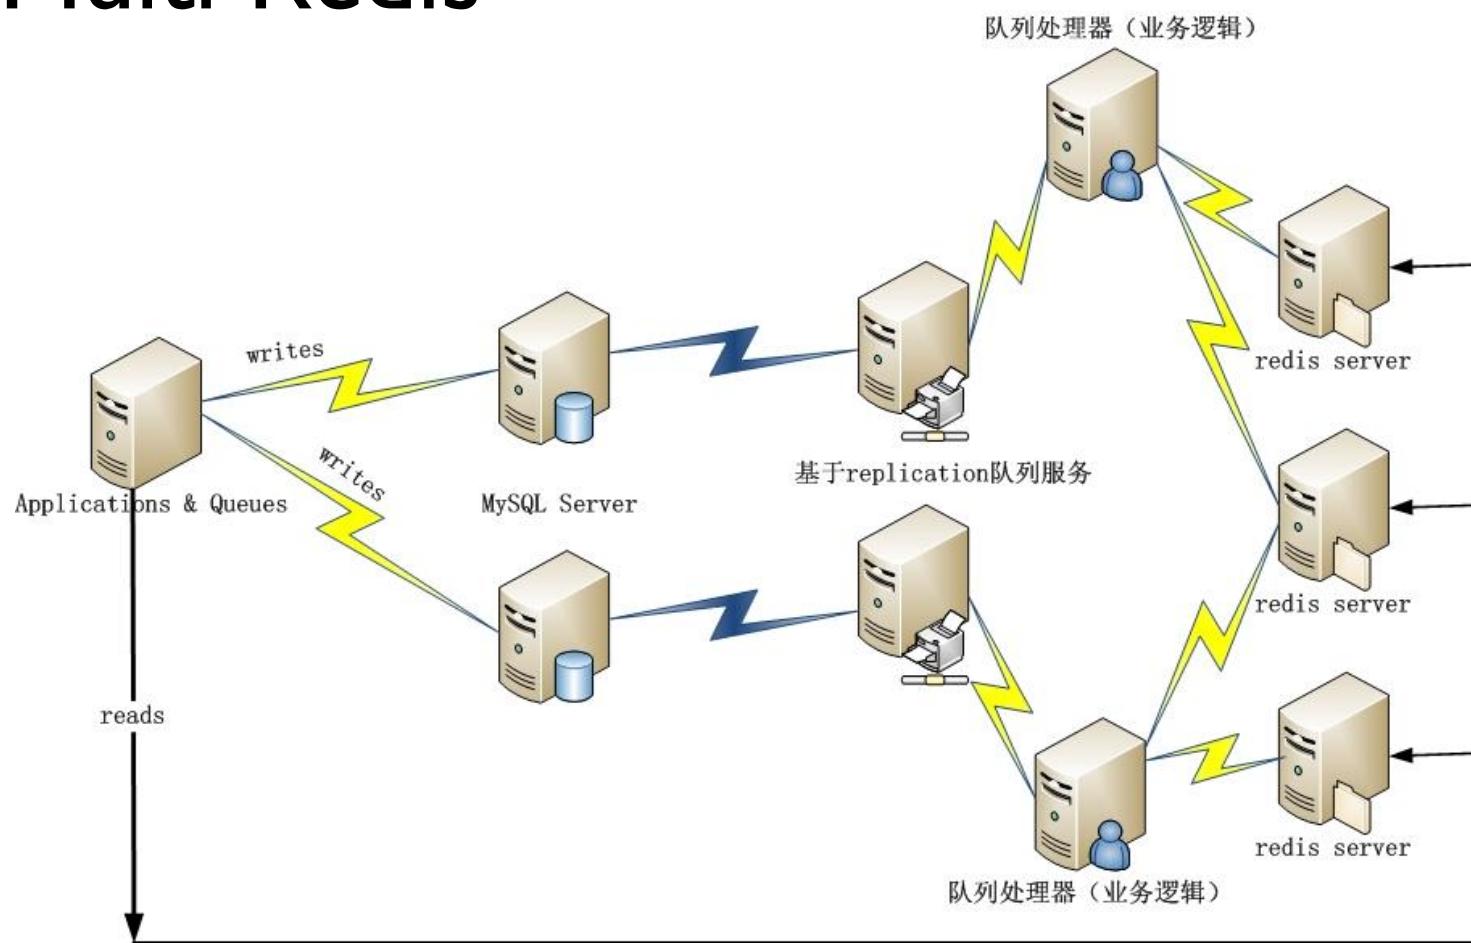 Multi Redis
队列处理器（业务逻辑）
redis server
writes
writes
基于replication队列服务
Applications & Queues
MySQL Server
redis server
reads
redis server
队列处理器（业务逻辑）